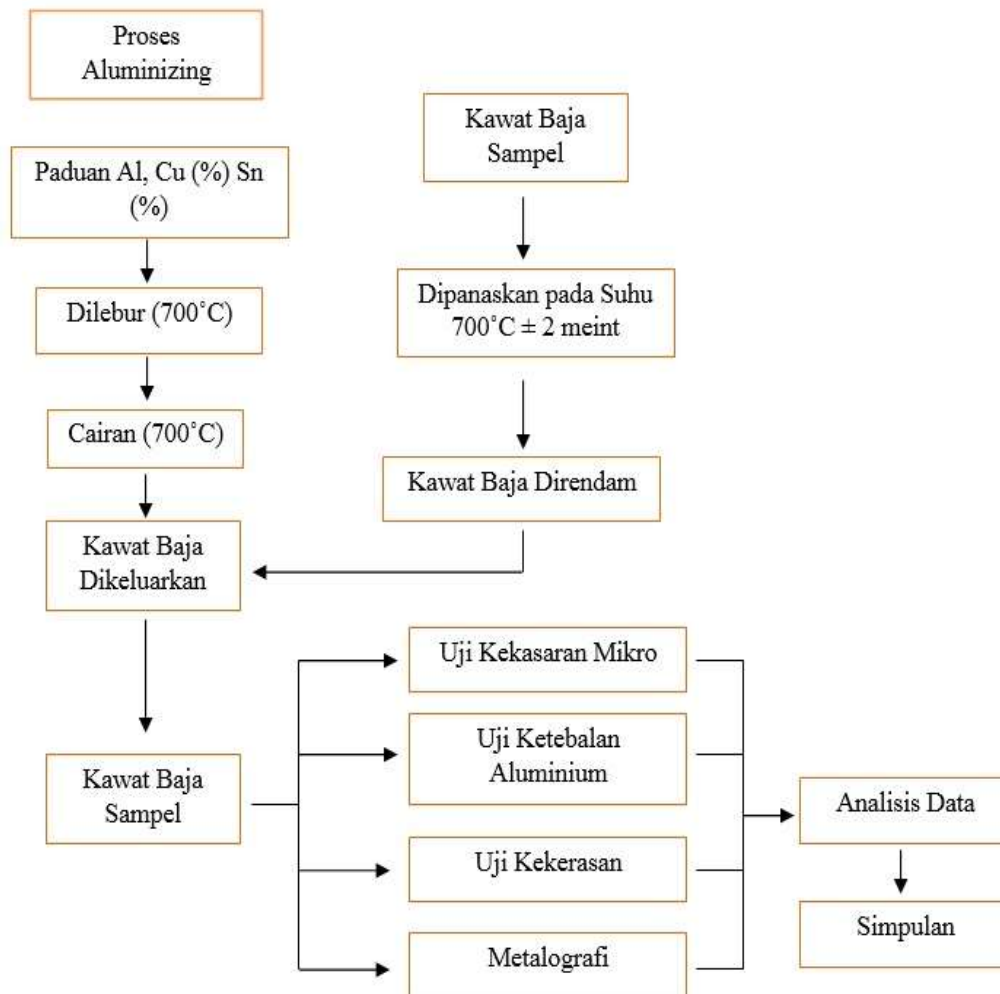 Proses
Aluminizing
Paduan Al, Cu (%) Sn
(%)
Dilebur (700˚C)
Cairan (700˚C)
Kawat Baja
Dikeluarkan
Kawat Baja
Sampel
Kawat Baja
Sampel
Dipanaskan pada Suhu
700˚C ± 2 meint
Kawat Baja Direndam
Uji Kekasaran Mikro
Uji Ketebalan
Aluminium
Uji Kekerasan
Metalografi
Analisis Data
Simpulan